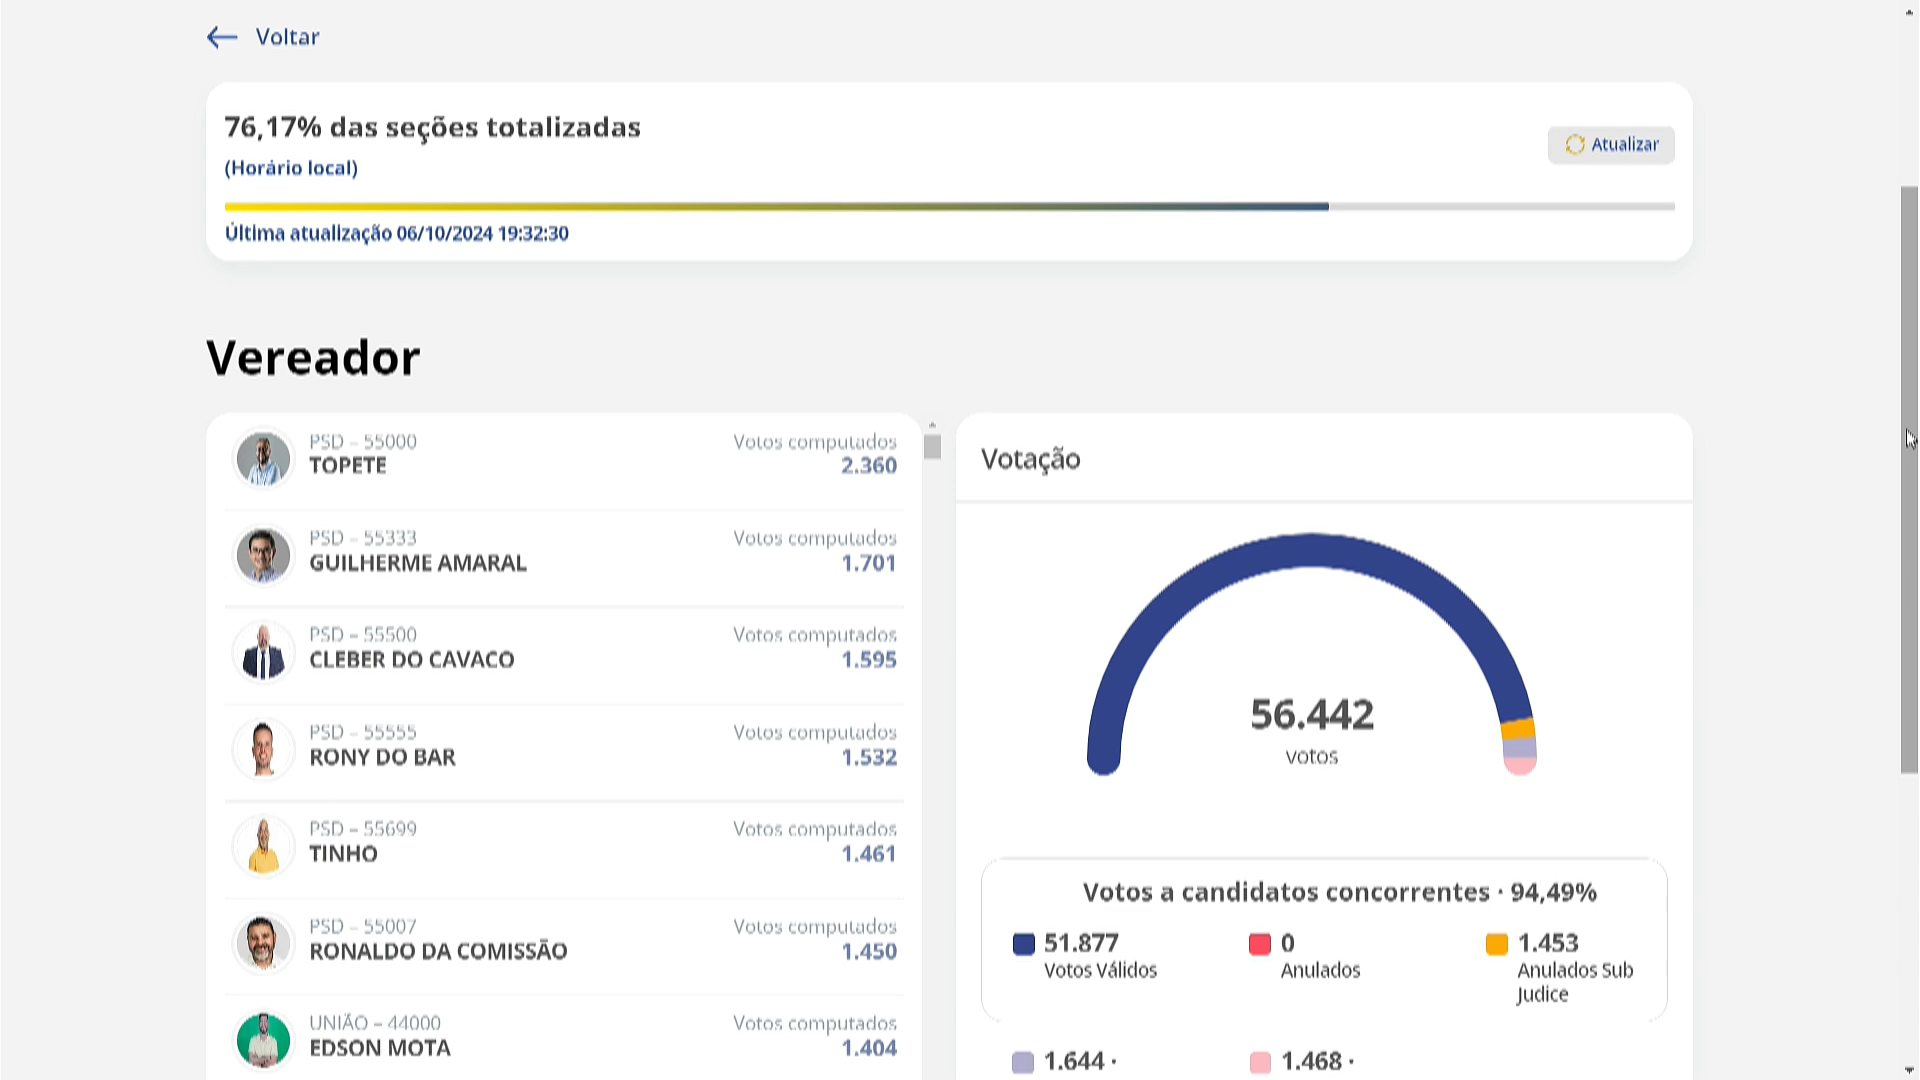 Voltar
76,17% das seções totalizadas
(Horário local)
Atualizar
Última atualização 06/10/2024 19:32:30
Vereador
PSD – 55000
TOPETE
Votos computados
2.360
PSD – 55333
GUILHERME AMARAL
Votos computados
1.701
PSD – 55500
CLEBER DO CAVACO
Votos computados
1.595
PSD – 55555
RONY DO BAR
Votos computados
1.532
PSD – 55699
TINHO
Votos computados
1.461
PSD – 55007
RONALDO DA COMISSÃO
Votos computados
1.450
UNIÃO – 44000
EDSON MOTA
Votos computados
1.404
Votação
56.442
votos
Votos a candidatos concorrentes · 94,49%
51.877
Votos Válidos
0
Anulados
1.453
Anulados Sub
Judice
1.644 ·
1.468 ·